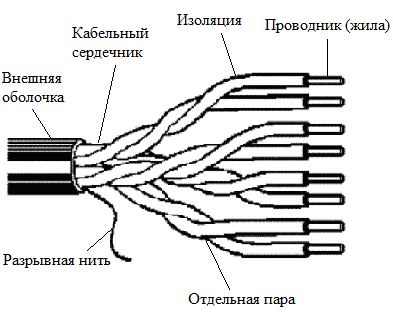 Изоляция
Проводник (жила)
Кабельный
сердечник
Внешняя
оболочка
Разрывная нить
Отдельная пара